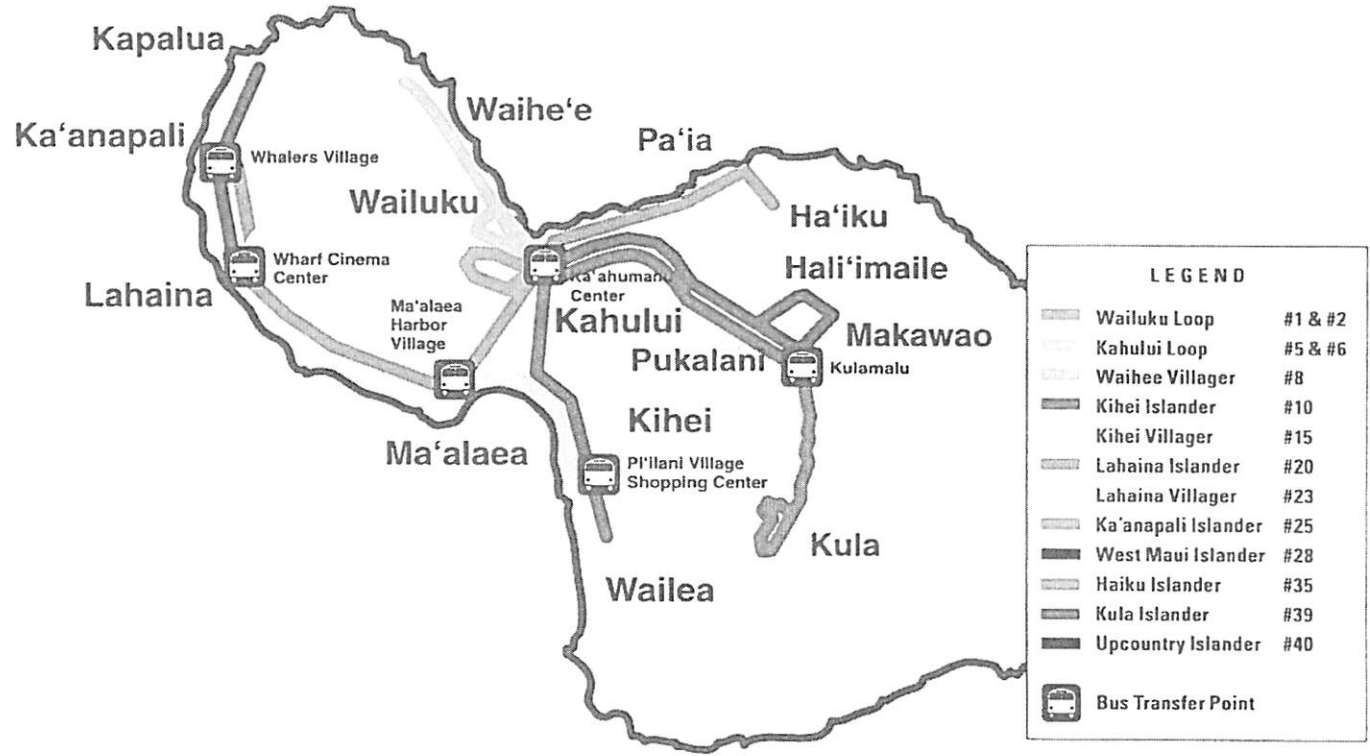 Kapalua
Ka‘anapali
Whalers Village
Waihe‘e
Pa‘ia
Wailuku
Ha‘iku
Wharf Cinema
Center
Lahaina
Ma‘alaea
Harbor
Village
Ka‘ahumanu
Center
Kahului
Hali‘imaile
Makawao
Pukalani
Kulamalu
Ma‘alaea
Kihei
Pi‘ilani Village
Shopping Center
Kula
Wailea
LEGEND
Wailuku Loop #1 & #2
Kahului Loop #5 & #6
Waihee Villager #8
Kihei Islander #10
Kihei Villager #15
Lahaina Islander #20
Lahaina Villager #23
Ka'anapali Islander #25
West Maui Islander #28
Haiku Islander #35
Kula Islander #39
Upcountry Islander #40
Bus Transfer Point